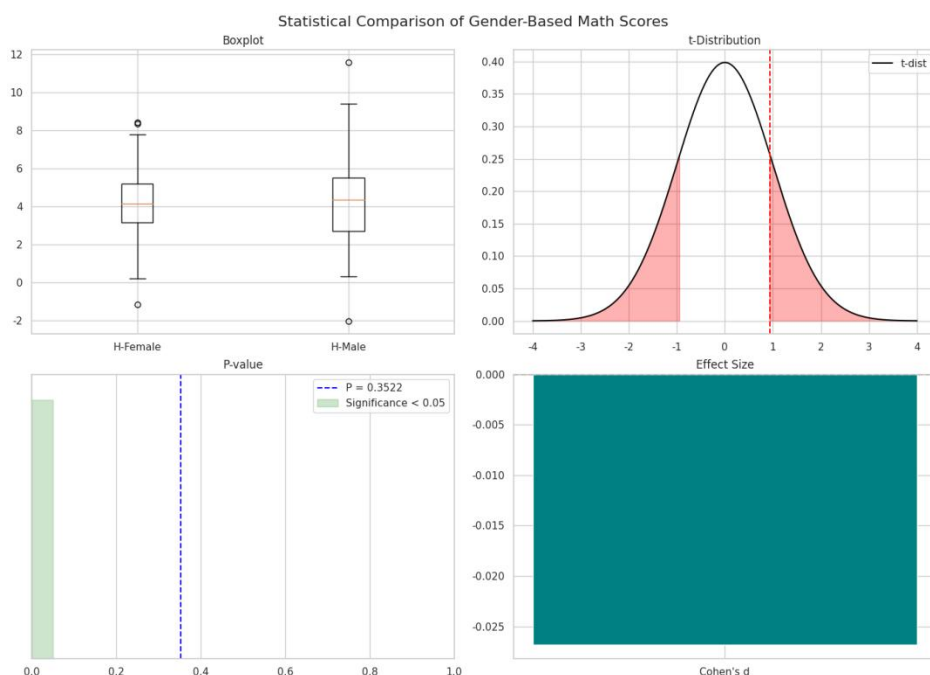 Statistical Comparison of Gender-Based Math Scores
Boxplot
12
10
8
6
4
2
0
-2
H-Female H-Male
t-Distribution
t-dist
0.40
0.35
0.30
0.25
0.20
0.15
0.10
0.05
0.00
-4 -3 -2 -1 0 1 2 3 4
P-value
P = 0.3522
Significance < 0.05
0.0 0.2 0.4 0.6 0.8 1.0
Effect Size
0.000
-0.005
-0.010
-0.015
-0.020
-0.025
Cohen's d